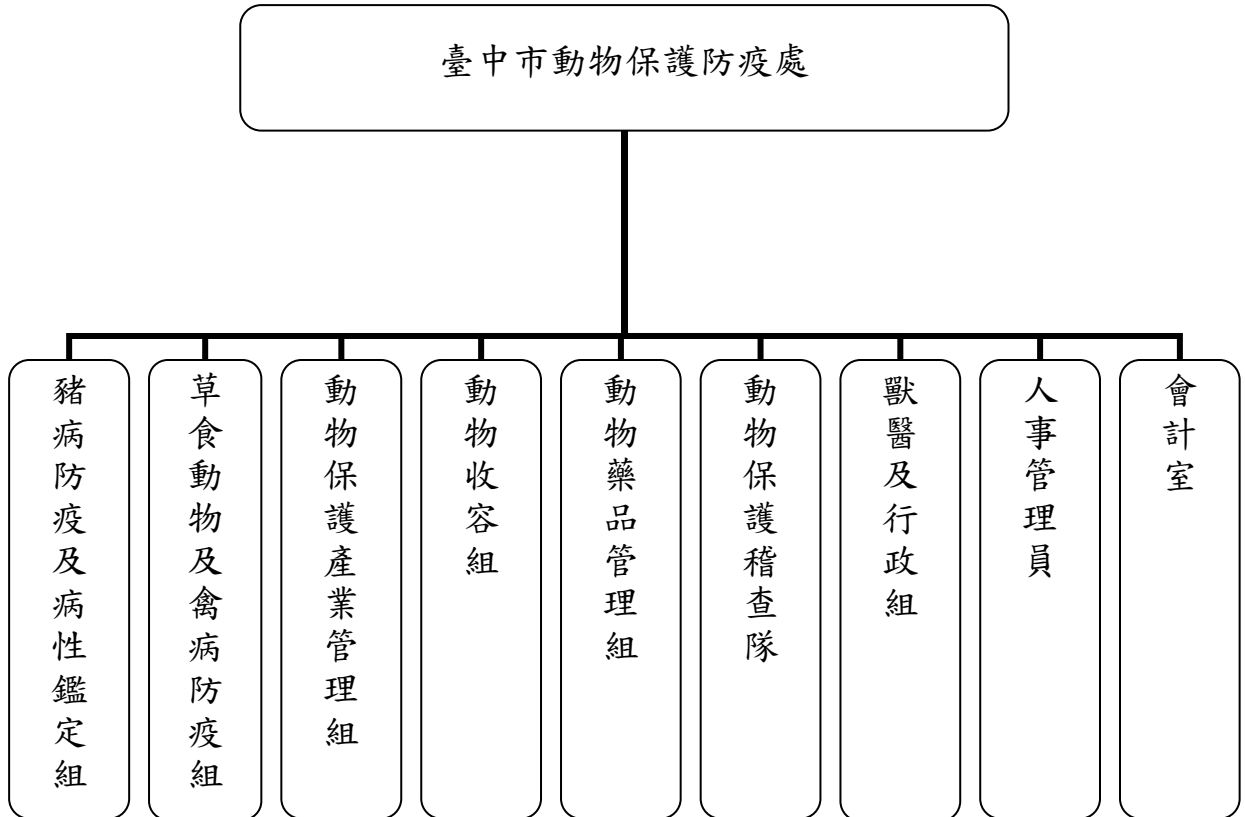 臺中市動物保護防疫處
豬病防疫及病性鑑定組
草食動物及禽病防疫組
動物保護產業管理組
動物收容組
動物藥品管理組
動物保護稽查隊
獸醫及行政組
人事管理員
會計室